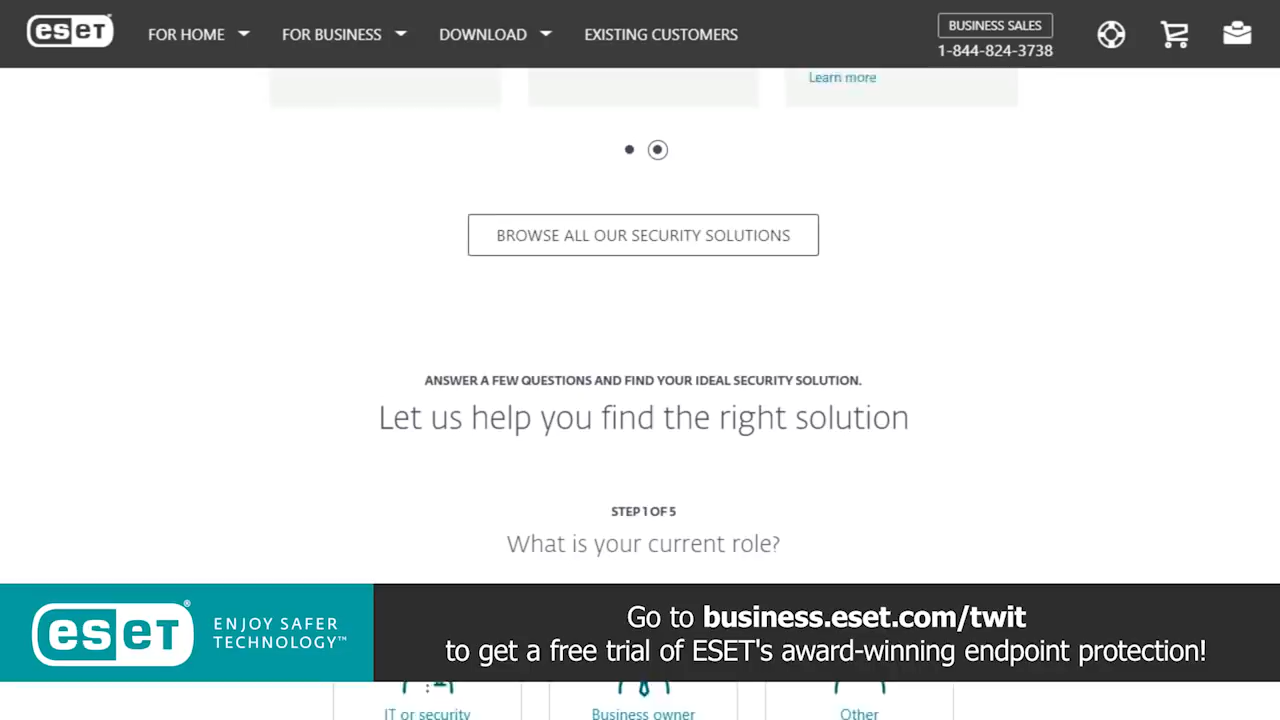 eset®
FOR HOME
FOR BUSINESS
DOWNLOAD
EXISTING CUSTOMERS
BUSINESS SALES
1-844-824-3738
Learn more
BROWSE ALL OUR SECURITY SOLUTIONS
ANSWER A FEW QUESTIONS AND FIND YOUR IDEAL SECURITY SOLUTION.
Let us help you find the right solution
STEP 1 OF 5
What is your current role?
eset®
ENJOY SAFER
TECHNOLOGY™
Go to business.eset.com/twit
to get a free trial of ESET's award-winning endpoint protection!
IT or security
Business owner
Other